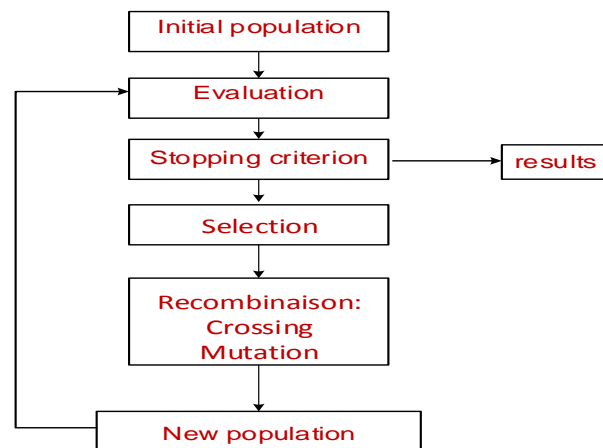 Initial population
Evaluation
Stopping criterion
results
Selection
Recombinaison:
Crossing
Mutation
New population